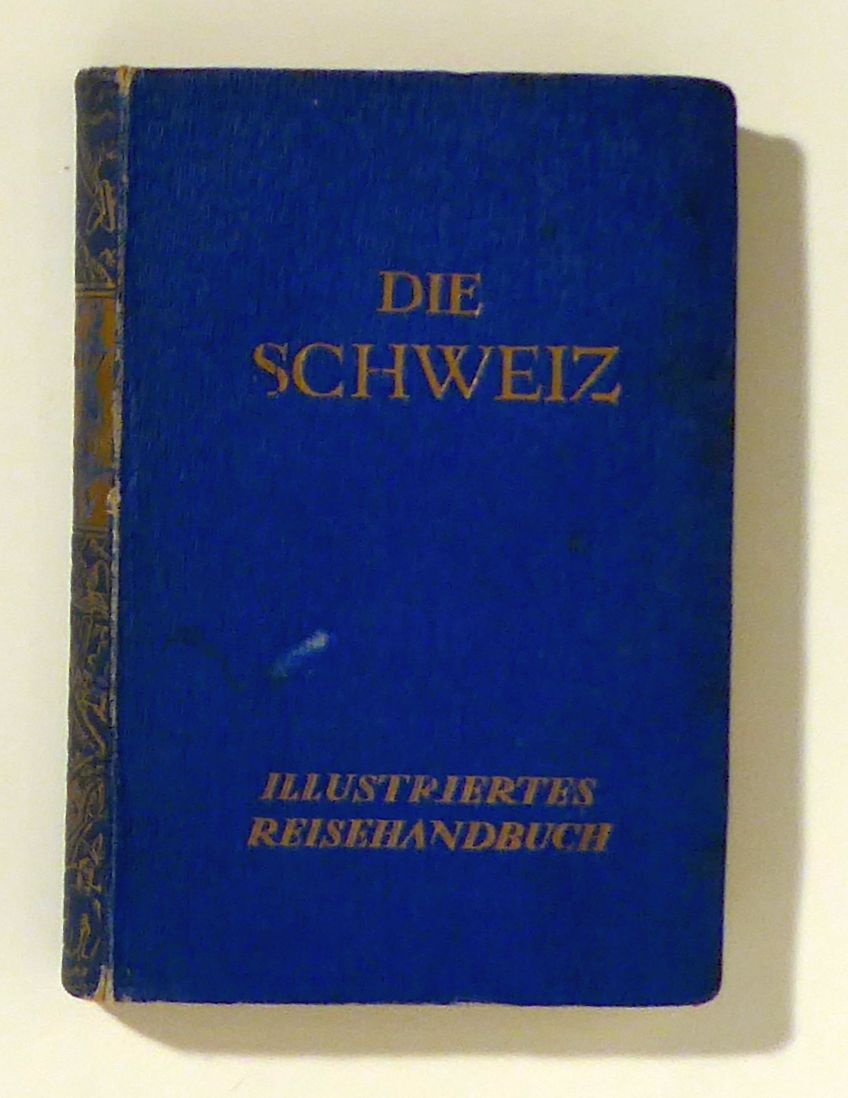 DIE
SCHWEIZ
ILLUSTRIERTES
REISEHANDBUCH